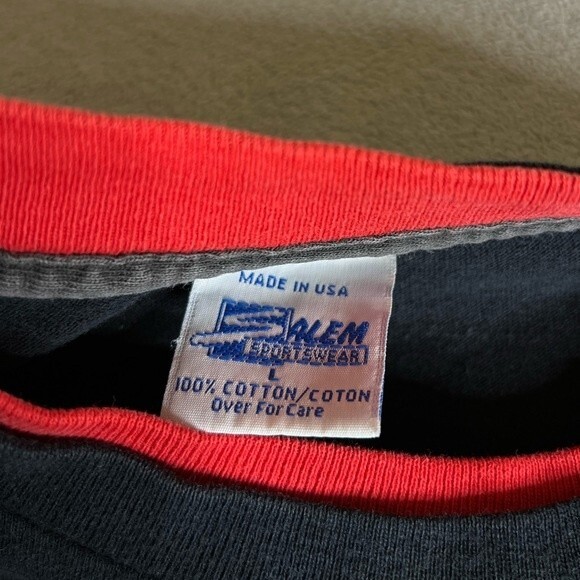 MADE IN USA
SALEM
SPORTSWEAR
L
100% COTTON/COTON
Over For Care